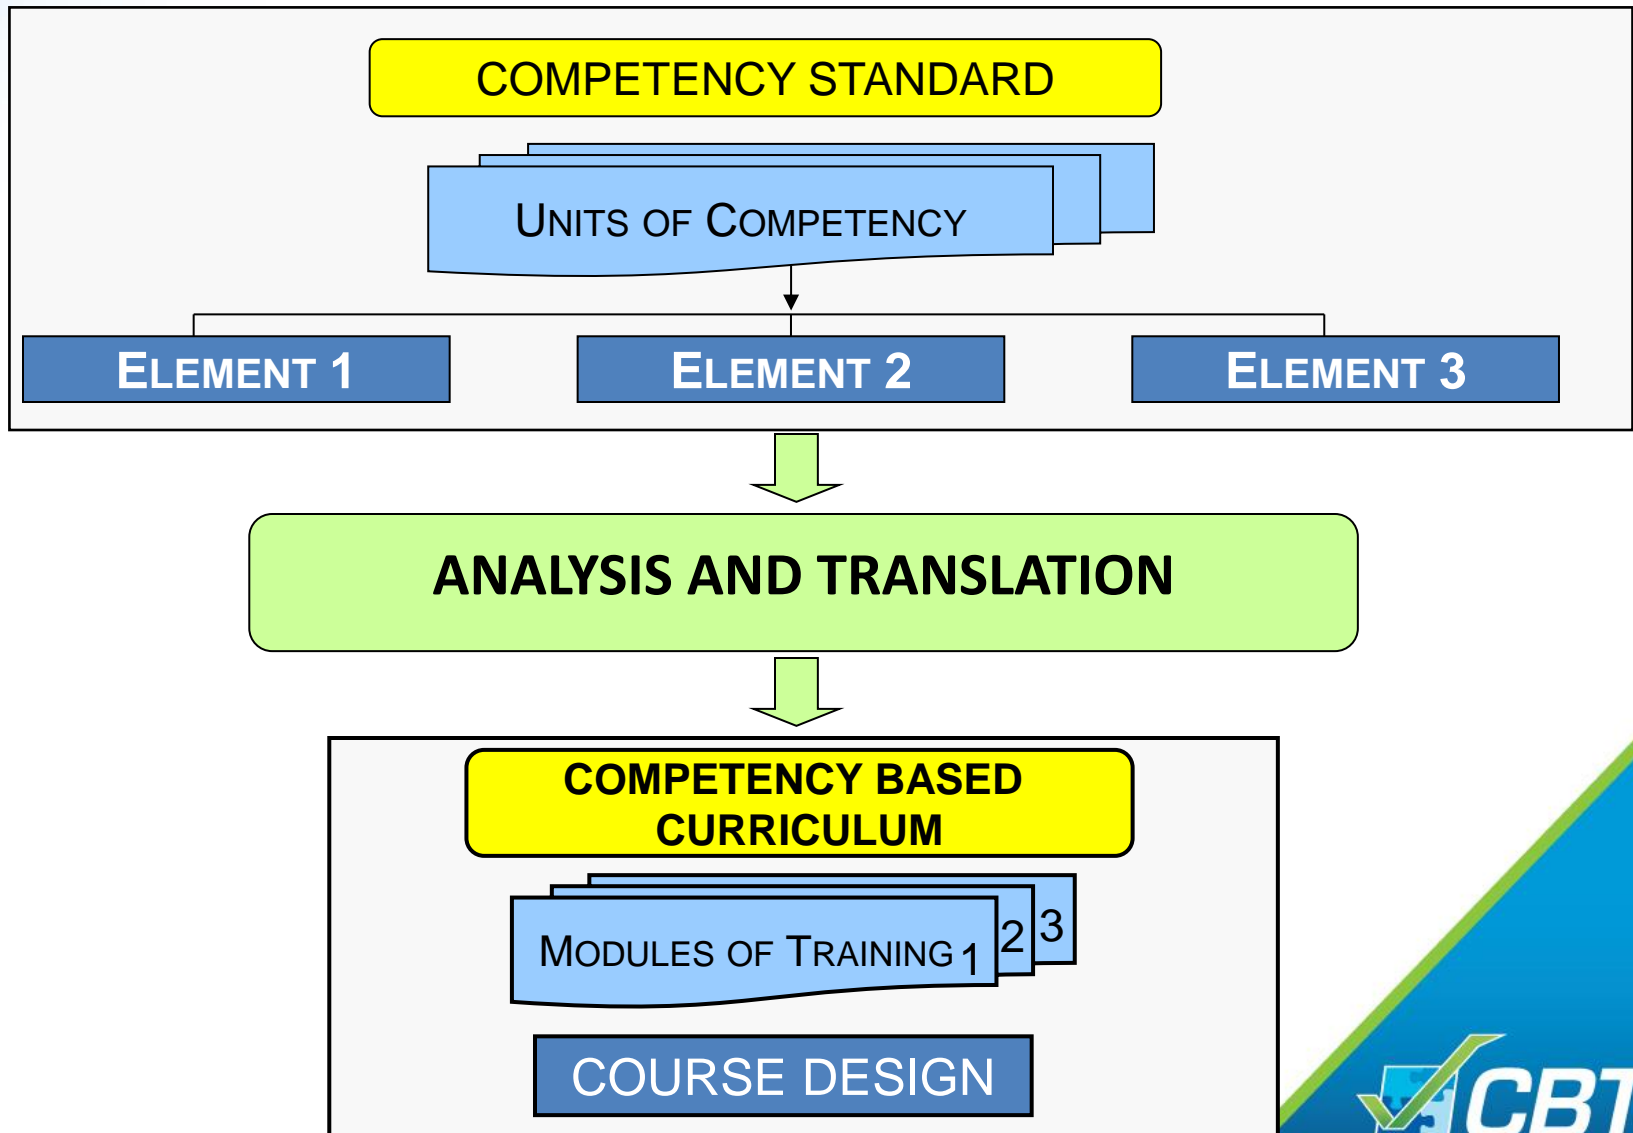 COMPETENCY STANDARD
UNITS OF COMPETENCY
ELEMENT 1
ELEMENT 2
ELEMENT 3
ANALYSIS AND TRANSLATION
COMPETENCY BASED
CURRICULUM
MODULES OF TRAINING 1
2
3
COURSE DESIGN
CBT